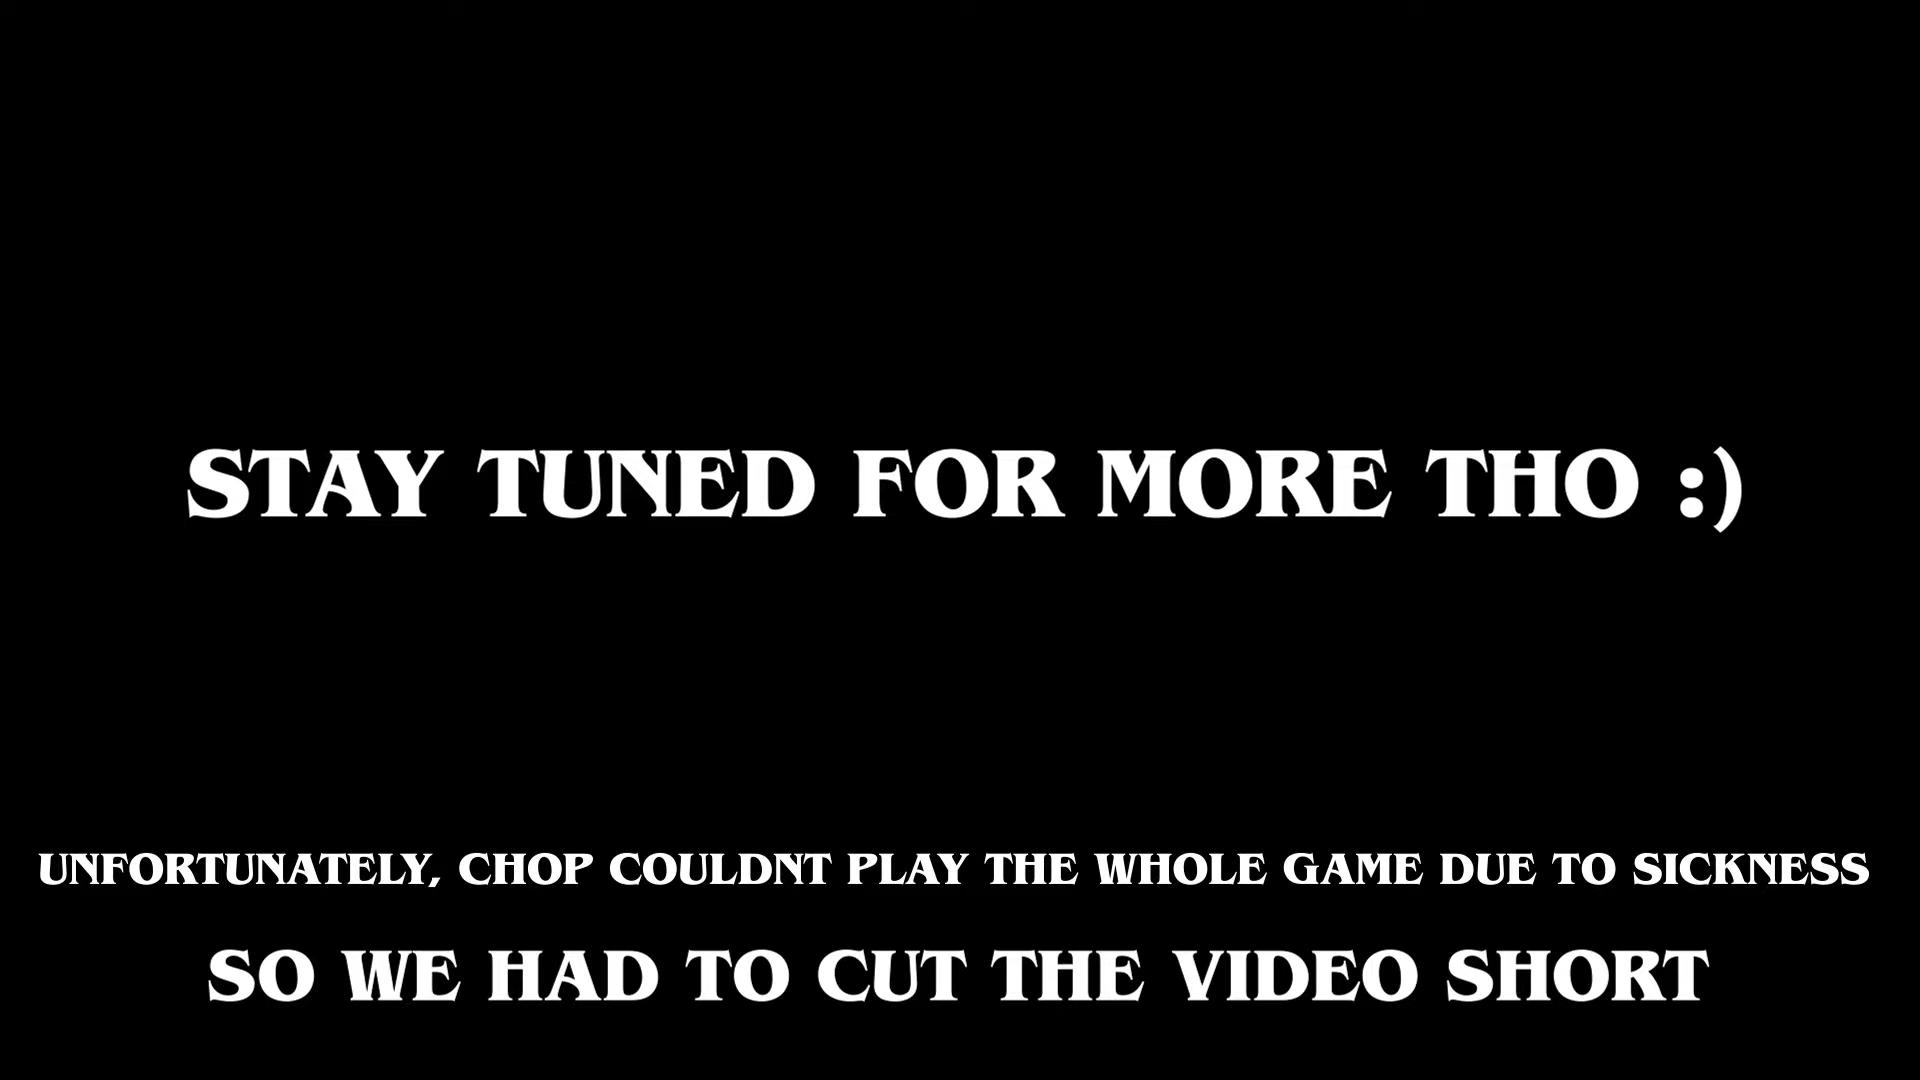 STAY TUNED FOR MORE THO :)
UNFORTUNATELY, CHOP COULDNT PLAY THE WHOLE GAME DUE TO SICKNESS
SO WE HAD TO CUT THE VIDEO SHORT